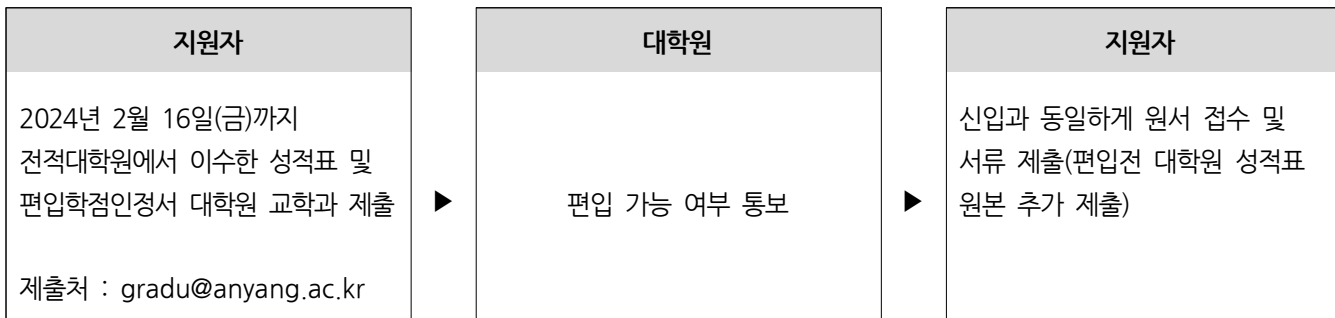 지원자
2024년 2월 16일(금)까지
전적대학원에서 이수한 성적표 및
편입학점인정서 대학원 교학과 제출
제출처 : gradu@anyang.ac.kr
▶
대학원
편입 가능 여부 통보
▶
지원자
신입과 동일하게 원서 접수 및
서류 제출(편입전 대학원 성적표
원본 추가 제출)